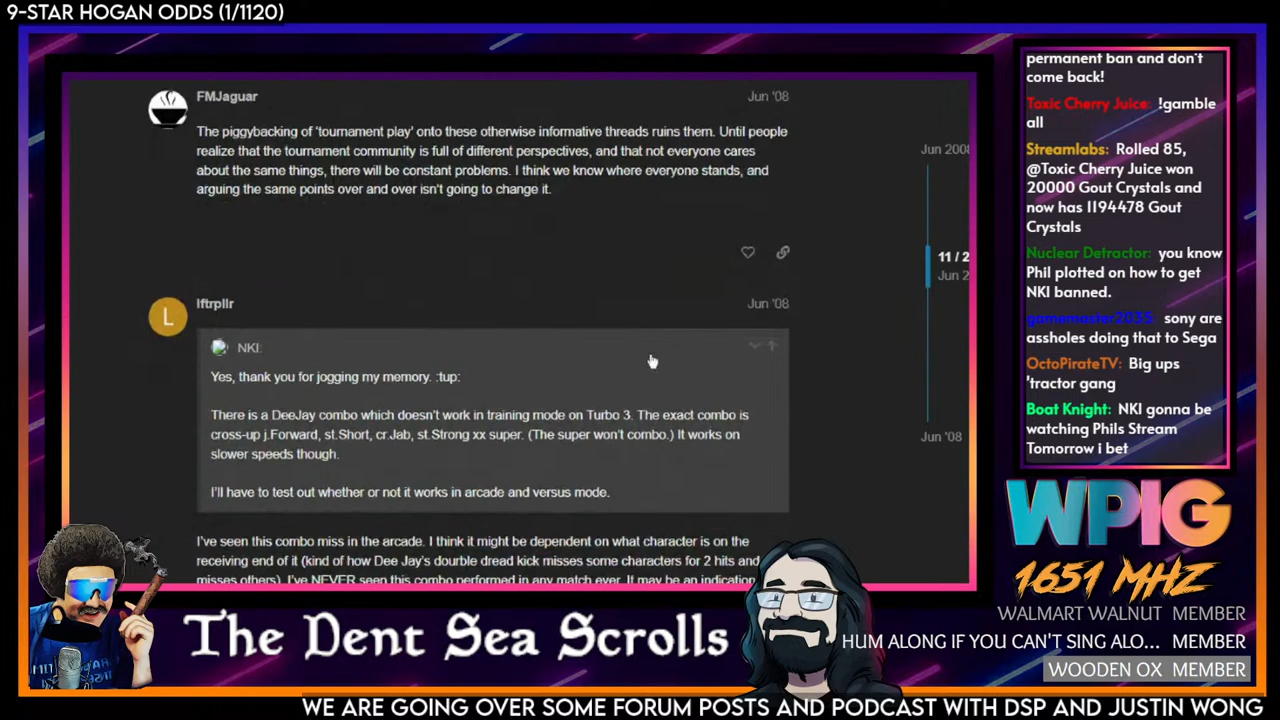 9-STAR HOGAN ODDS (1/1120)
FMJaguar
Jun '08
The piggybacking of 'tournament play' onto these otherwise informative threads ruins them. Until people
realize that the tournament community is full of different perspectives, and that not everyone cares
about the same things, there will be constant problems. I think we know where everyone stands, and
arguing the same points over and over isn't going to change it.
Jun 2008
11 / 2
Jun 2
Jun '08
L
lftrpllr
Jun '08
NKI:
Yes, thank you for jogging my memory. :tup:
There is a DeeJay combo which doesn't work in training mode on Turbo 3. The exact combo is
cross-up j.Forward, st.Short, cr.Jab, st.Strong xx super. (The super won't combo.) It works on
slower speeds though.
I'll have to test out whether or not it works in arcade and versus mode.
I've seen this combo miss in the arcade. I think it might be dependent on what character is on the
receiving end of it (kind of how Dee Jay's dourble dread kick misses some characters for 2 hits and
misses others). I've NEVER seen this combo performed in any match ever. It may be an indication
permanent ban and don't
come back!
Toxic Cherry Juice: !gamble
all
Streamlabs: Rolled 85,
@Toxic Cherry Juice won
20000 Gout Crystals and
now has 1194478 Gout
Crystals
Nuclear Detractor: you know
Phil plotted on how to get
NKI banned.
gamemaster2035: sony are
assholes doing that to Sega
OctoPirateTV: Big ups
'tractor gang
Boat Knight: NKI gonna be
watching Phils Stream
Tomorrow i bet
WPIG
1651 MHZ
WALMART WALNUT MEMBER
HUM ALONG IF YOU CAN'T SING ALO... MEMBER
WOODEN OX MEMBER
The Dent Sea Scrolls
WE ARE GOING OVER SOME FORUM POSTS AND PODCAST WITH DSP AND JUSTIN WONG